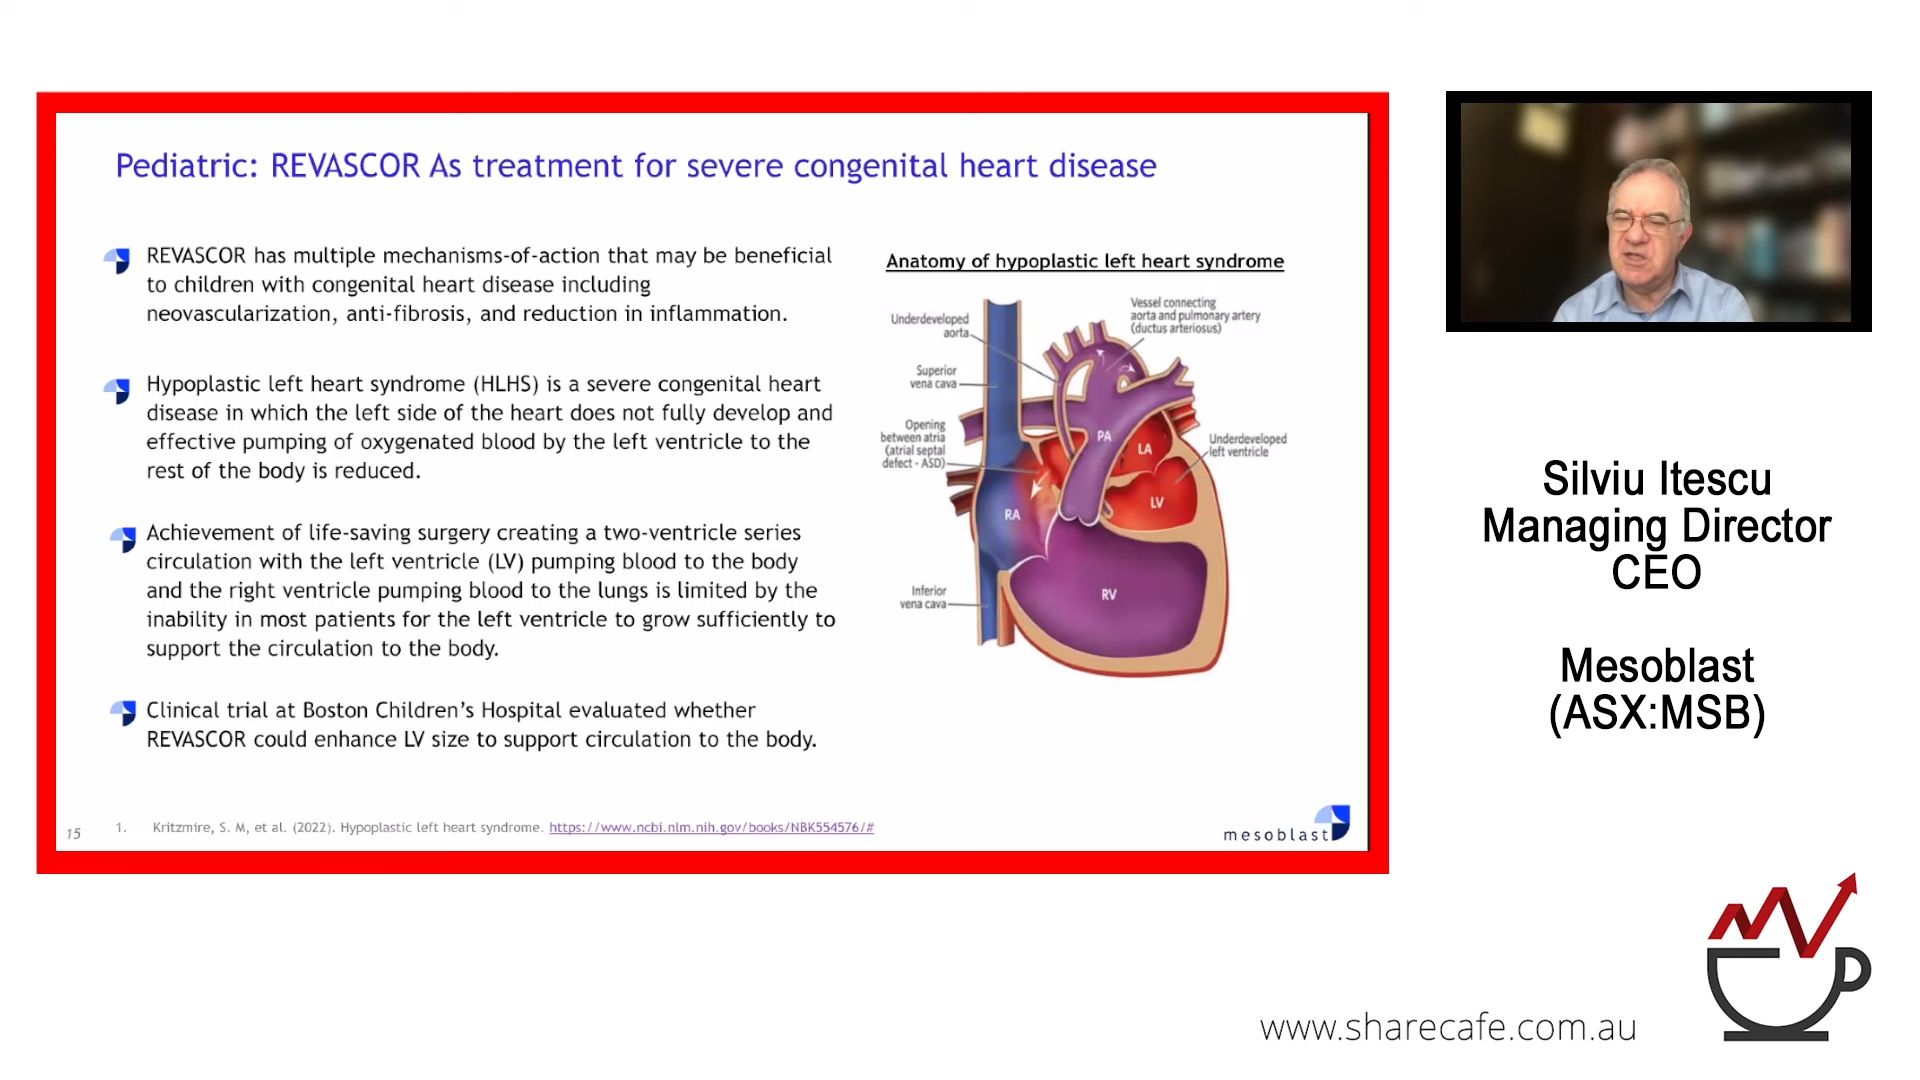 Pediatric: REVASCOR As treatment for severe congenital heart disease
REVASCOR has multiple mechanisms-of-action that may be beneficial
to children with congenital heart disease including
neovascularization, anti-fibrosis, and reduction in inflammation.
Hypoplastic left heart syndrome (HLHS) is a severe congenital heart
disease in which the left side of the heart does not fully develop and
effective pumping of oxygenated blood by the left ventricle to the
rest of the body is reduced.
Achievement of life-saving surgery creating a two-ventricle series
circulation with the left ventricle (LV) pumping blood to the body
and the right ventricle pumping blood to the lungs is limited by the
inability in most patients for the left ventricle to grow sufficiently to
support the circulation to the body.
Clinical trial at Boston Children's Hospital evaluated whether
REVASCOR could enhance LV size to support circulation to the body.
Anatomy of hypoplastic left heart syndrome
Underdeveloped
aorta
Vessel connecting
aorta and pulmonary artery
(ductus arteriosus)
Superior
vena cava
Opening
between atria
(atrial septal
defect - ASD)
Underdeveloped
left ventricle
PA
LA
LV
RA
RV
Inferior
vena cava
15
1. Kritzmire, S. M, et al. (2022). Hypoplastic left heart syndrome. https://www.ncbi.nlm.nih.gov/books/NBK554576/#
mesoblast
Silviu Itescu
Managing Director
CEO
Mesoblast
(ASX:MSB)
www.sharecafe.com.au